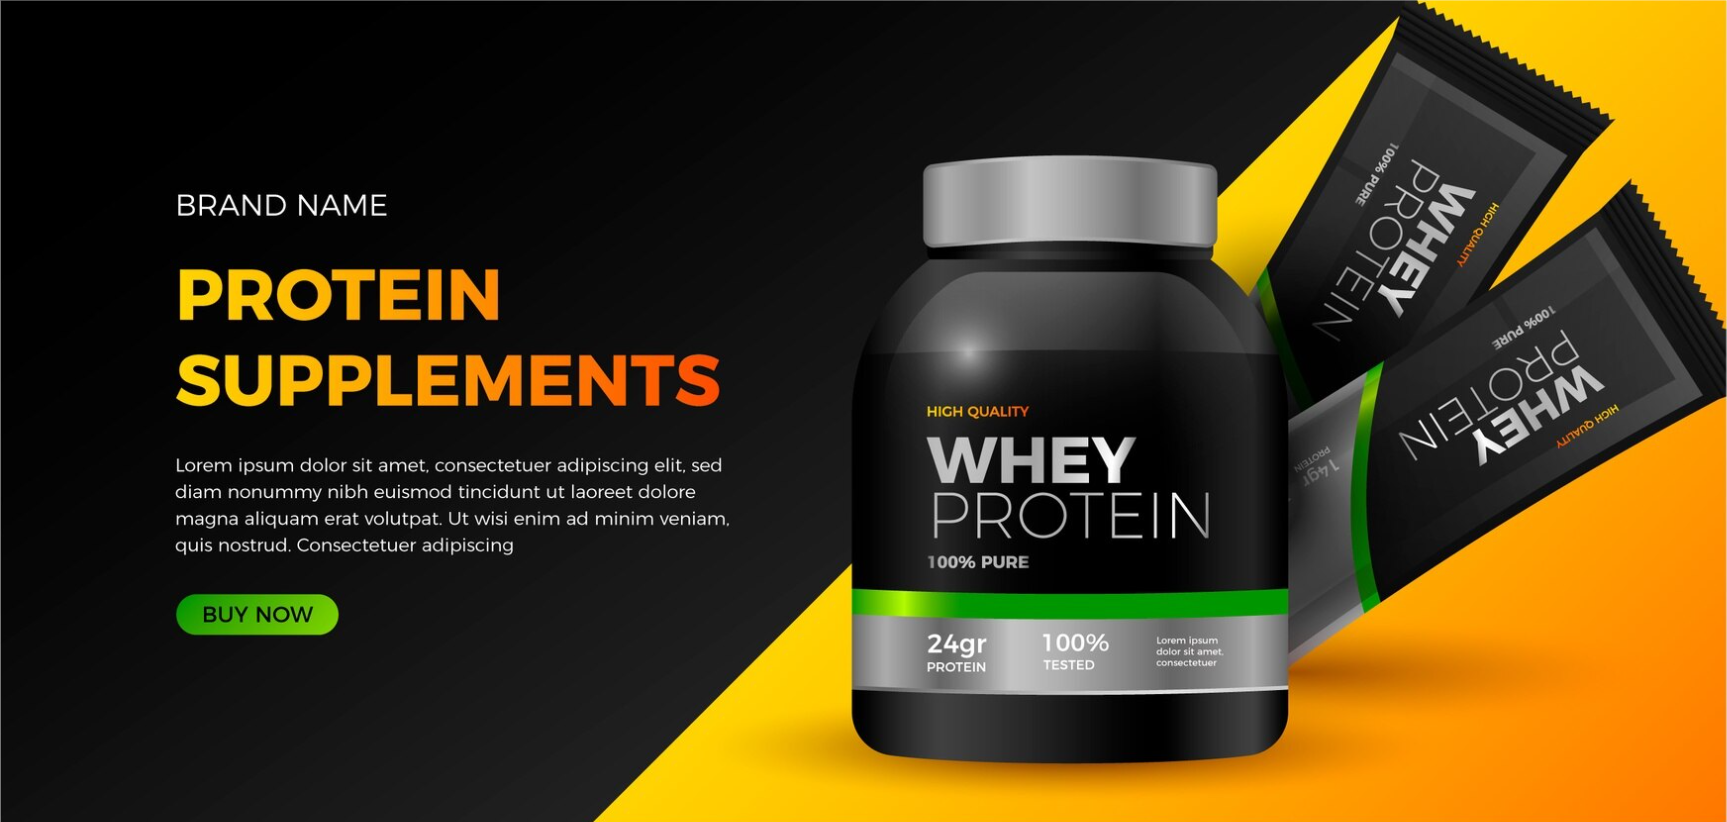 BRAND NAME
PROTEIN
SUPPLEMENTS
Lorem ipsum dolor sit amet, consectetuer adipiscing elit, sed
diam nonummy nibh euismod tincidunt ut laoreet dolore
magna aliquam erat volutpat. Ut wisi enim ad minim veniam,
quis nostrud. Consectetuer adipiscing
BUY NOW
HIGH QUALITY
WHEY
PROTEIN
100% PURE
24gr
PROTEIN
100%
TESTED
Lorem ipsum
dolor sit amet,
consectetuer
HIGH QUALITY
WHEY
PROTEIN
100% PURE
HIGH QUALITY
WHEY
PROTEIN
100% PURE
14gr
PROTEIN